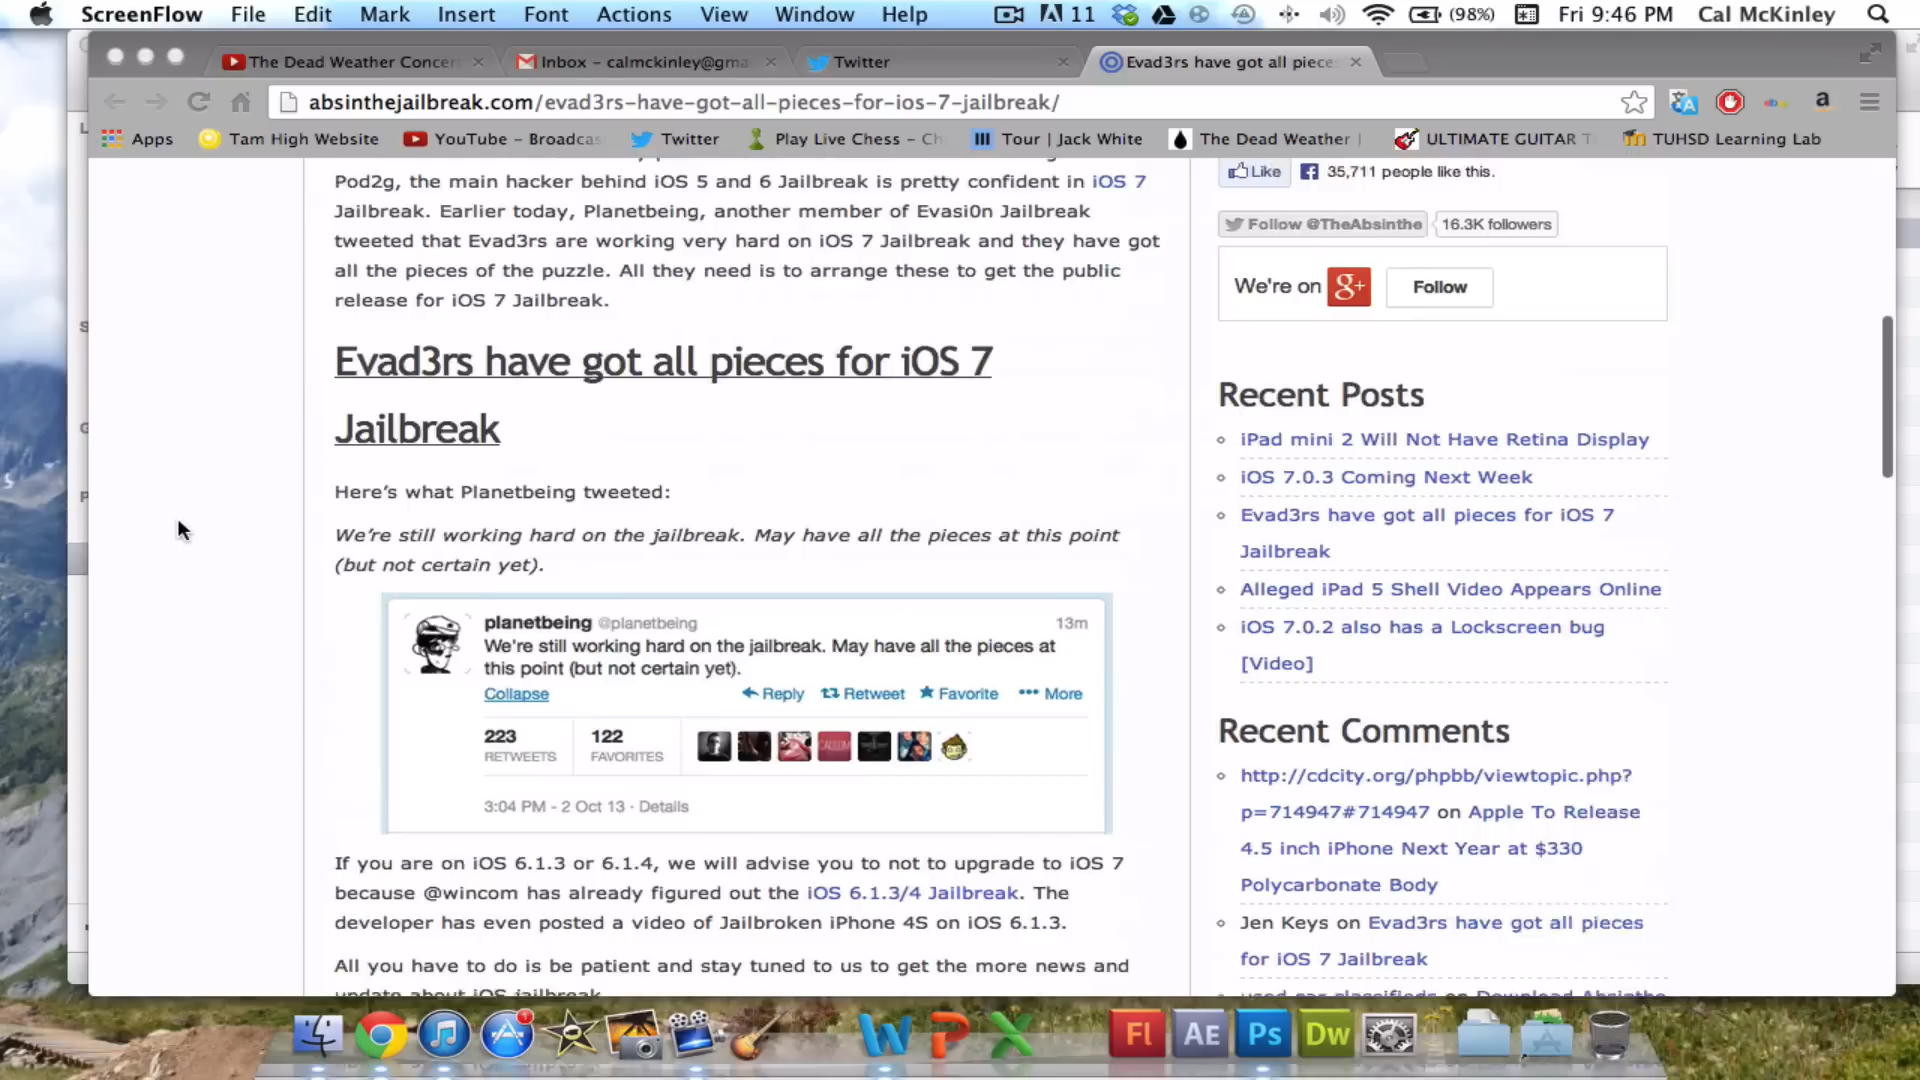 ScreenFlow File Edit Mark Insert Font Actions View Window Help 11 (98%) Fri 9:46 PM Cal McKinley
The Dead Weather Concer Inbox – calmckinley@gma Twitter Evad3rs have got all piece
absinthejailbreak.com/evad3rs-have-got-all-pieces-for-ios-7-jailbreak/
Apps Tam High Website YouTube – Broadcas Twitter Play Live Chess – Ch Tour | Jack White The Dead Weather | ULTIMATE GUITAR T TUHSD Learning Lab
Pod2g, the main hacker behind iOS 5 and 6 Jailbreak is pretty confident in iOS 7
Jailbreak. Earlier today, Planetbeing, another member of Evasi0n Jailbreak
tweeted that Evad3rs are working very hard on iOS 7 Jailbreak and they have got
all the pieces of the puzzle. All they need is to arrange these to get the public
release for iOS 7 Jailbreak.
Evad3rs have got all pieces for iOS 7
Jailbreak
Here's what Planetbeing tweeted:
We're still working hard on the jailbreak. May have all the pieces at this point
(but not certain yet).
planetbeing @planetbeing 13m
We're still working hard on the jailbreak. May have all the pieces at
this point (but not certain yet).
Collapse Reply Retweet Favorite More
223 122
RETWEETS FAVORITES
CALLUM
3:04 PM - 2 Oct 13 · Details
If you are on iOS 6.1.3 or 6.1.4, we will advise you to not to upgrade to iOS 7
because @wincom has already figured out the iOS 6.1.3/4 Jailbreak. The
developer has even posted a video of Jailbroken iPhone 4S on iOS 6.1.3.
All you have to do is be patient and stay tuned to us to get the more news and
update about iOS jailbreak
Like 35,711 people like this.
Follow @TheAbsinthe 16.3K followers
We're on g+ Follow
Recent Posts
iPad mini 2 Will Not Have Retina Display
iOS 7.0.3 Coming Next Week
Evad3rs have got all pieces for iOS 7
Jailbreak
Alleged iPad 5 Shell Video Appears Online
iOS 7.0.2 also has a Lockscreen bug
[Video]
Recent Comments
http://cdcity.org/phpbb/viewtopic.php?
p=714947#714947 on Apple To Release
4.5 inch iPhone Next Year at $330
Polycarbonate Body
Jen Keys on Evad3rs have got all pieces
for iOS 7 Jailbreak
used car classifieds on Download Absinthe
1 W P X Fl Ae Ps Dw